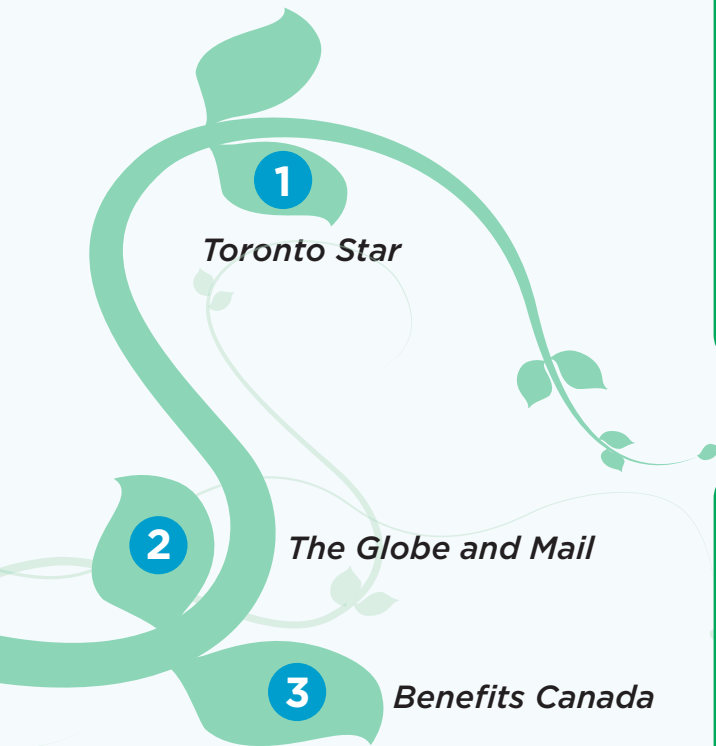 1
Toronto Star
2
The Globe and Mail
3
Benefits Canada